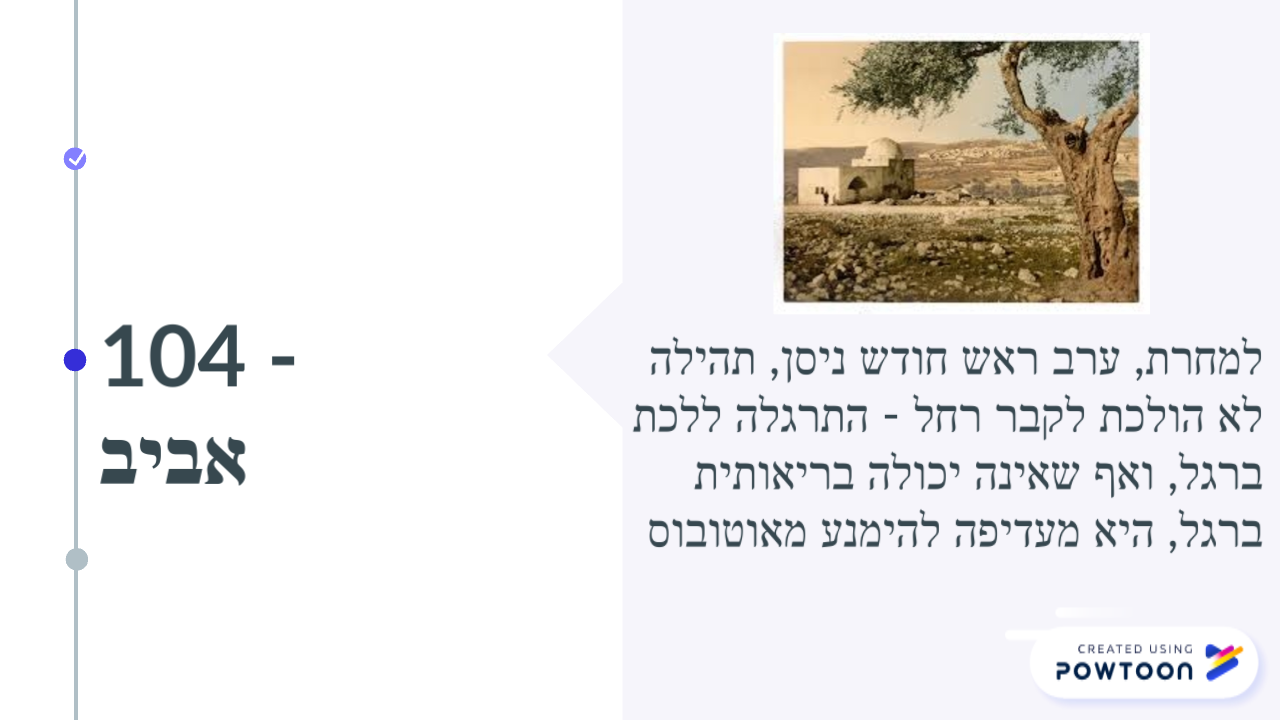 104 -
אביב
למחרת, ערב ראש חודש ניסן, תהילה
לא הולכת לקבר רחל - התרגלה ללכת
ברגל, ואף שאינה יכולה בריאותית
ברגל, היא מעדיפה להימנע מאוטובוס
CREATED USING
POWTOON